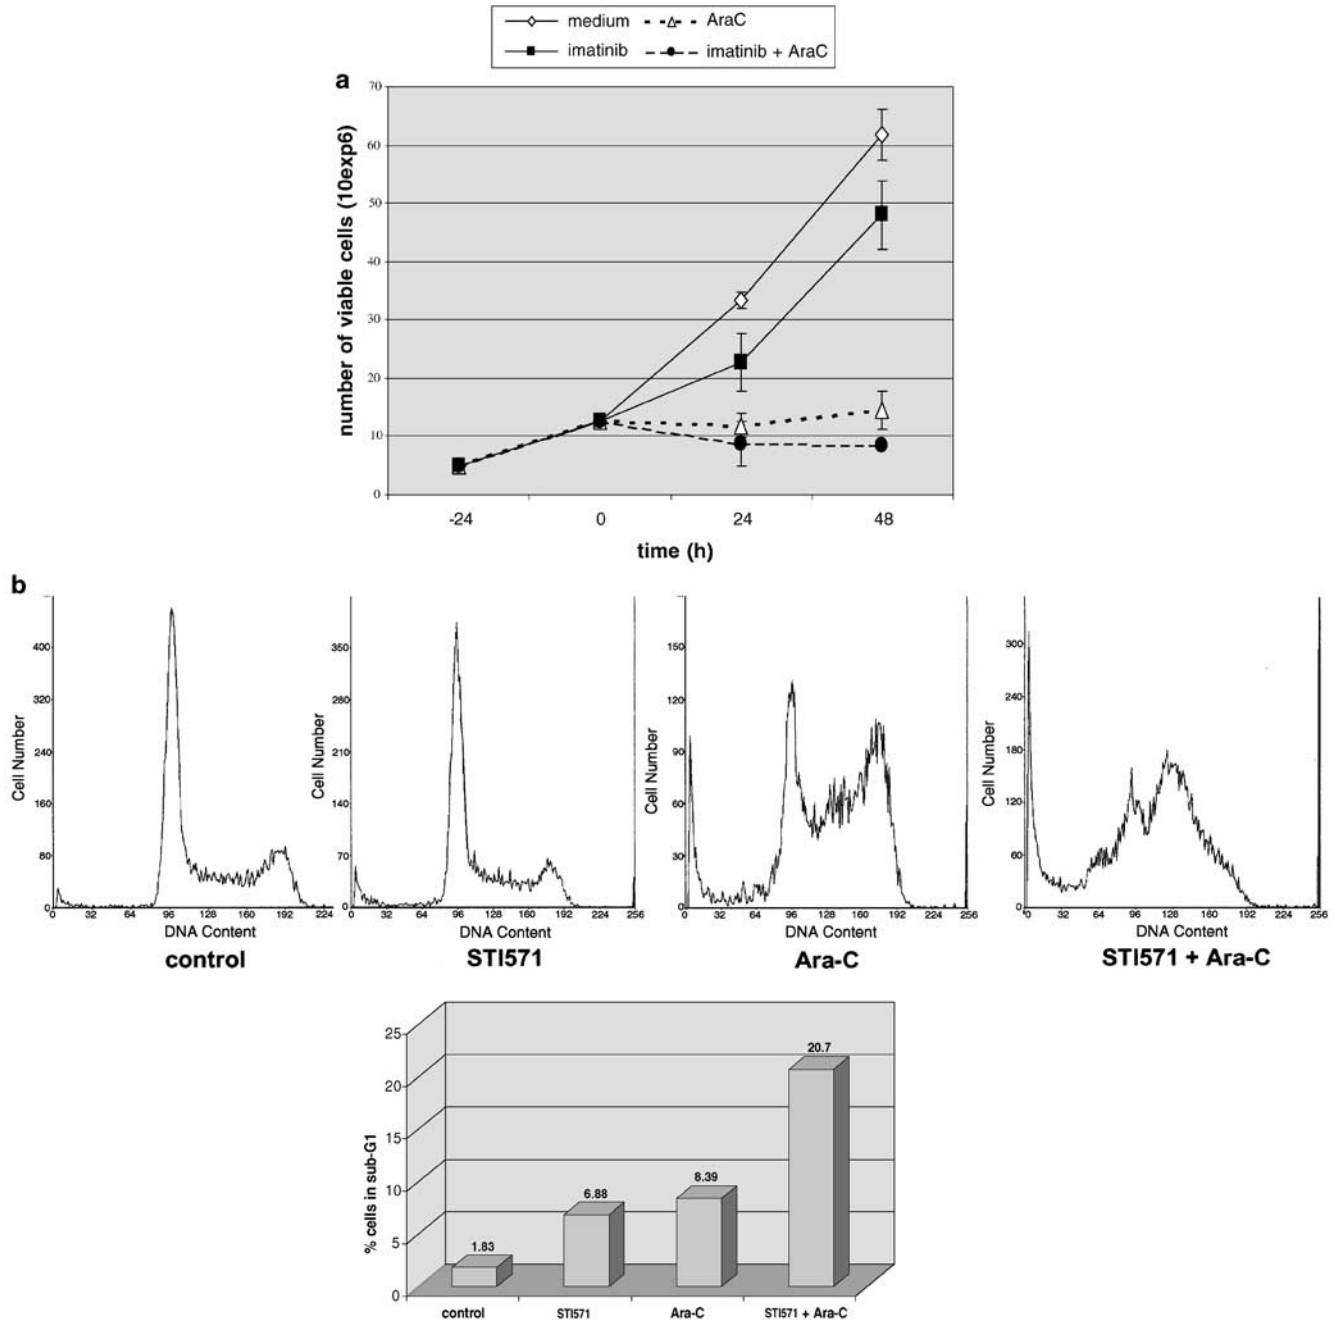 medium AraC
imatinib imatinib + AraC
a
number of viable cells (10exp6)
70
60
50
40
30
20
10
0
-24 0 24 48
time (h)
b
Cell Number
400
320
240
160
80
0
0 32 64 96 128 160 192 224
DNA Content
control
Cell Number
350
280
210
140
70
0
0 32 64 96 128 160 192 224 256
DNA Content
STI571
Cell Number
150
120
90
60
30
0
0 32 64 96 128 160 192 224 256
DNA Content
Ara-C
Cell Number
300
240
180
120
60
0
0 32 64 96 128 160 192 224 256
DNA Content
STI571 + Ara-C
% cells in sub-G1
25
20
15
10
5
0
1.83
6.88
8.39
20.7
control STI571 Ara-C STI571 + Ara-C